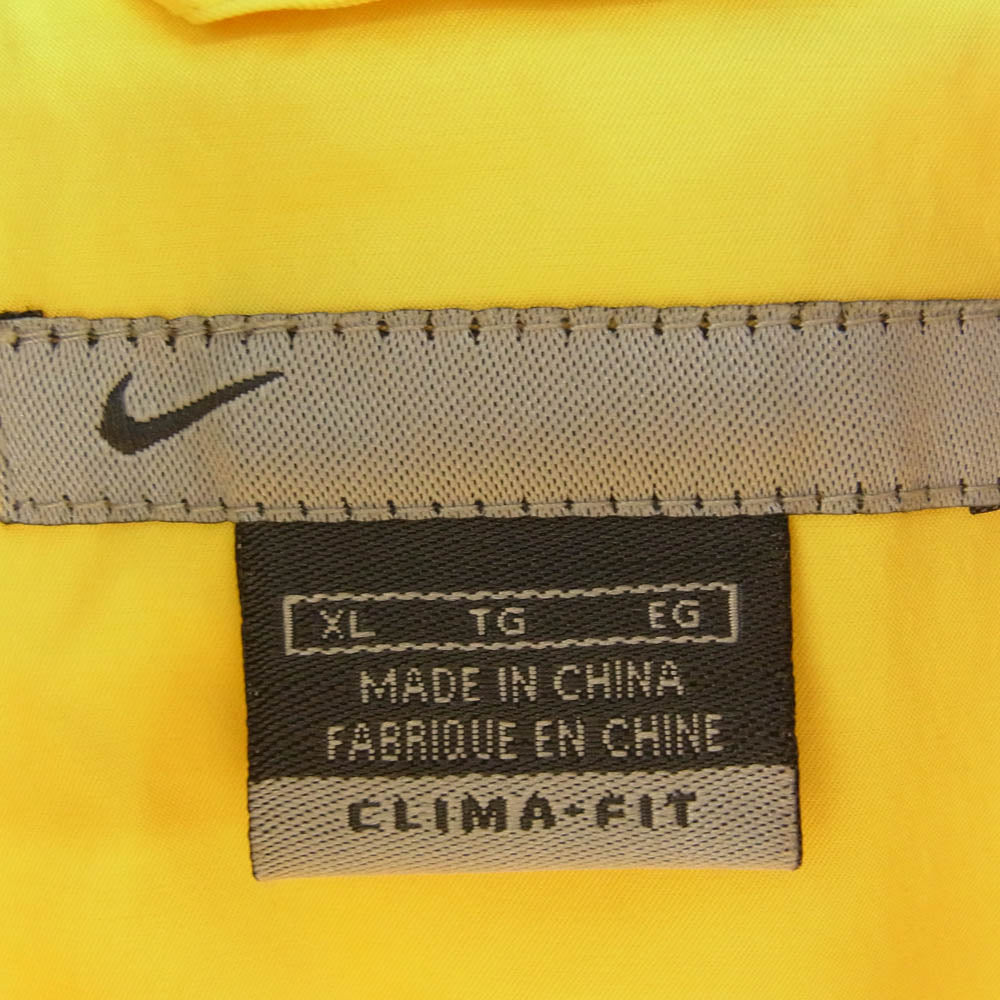 XL TG EG
MADE IN CHINA
FABRIQUE EN CHINE
CLIMA-FIT